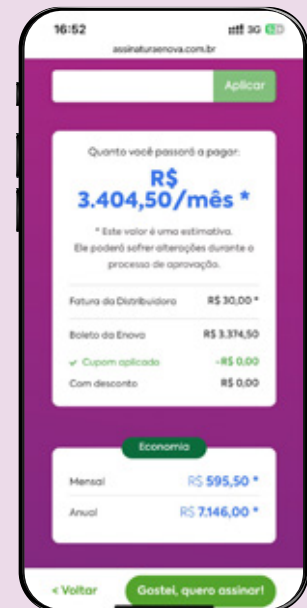 16:52
3G
assinaturaenova.com.br
Aplicar
Quanto você passará a pagar:
R$
3.404,50/mês *
* Este valor é uma estimativa.
Ele poderá sofrer alterações durante o
processo de aprovação.
Fatura da Distribuidora R$ 30,00 *
Boleto da Enova R$ 3.374,50
✓ Cupom aplicado -R$ 0,00
Com desconto R$ 0,00
Economia
Mensal R$ 595,50 *
Anual R$ 7.146,00 *
< Voltar Gostei, quero assinar!